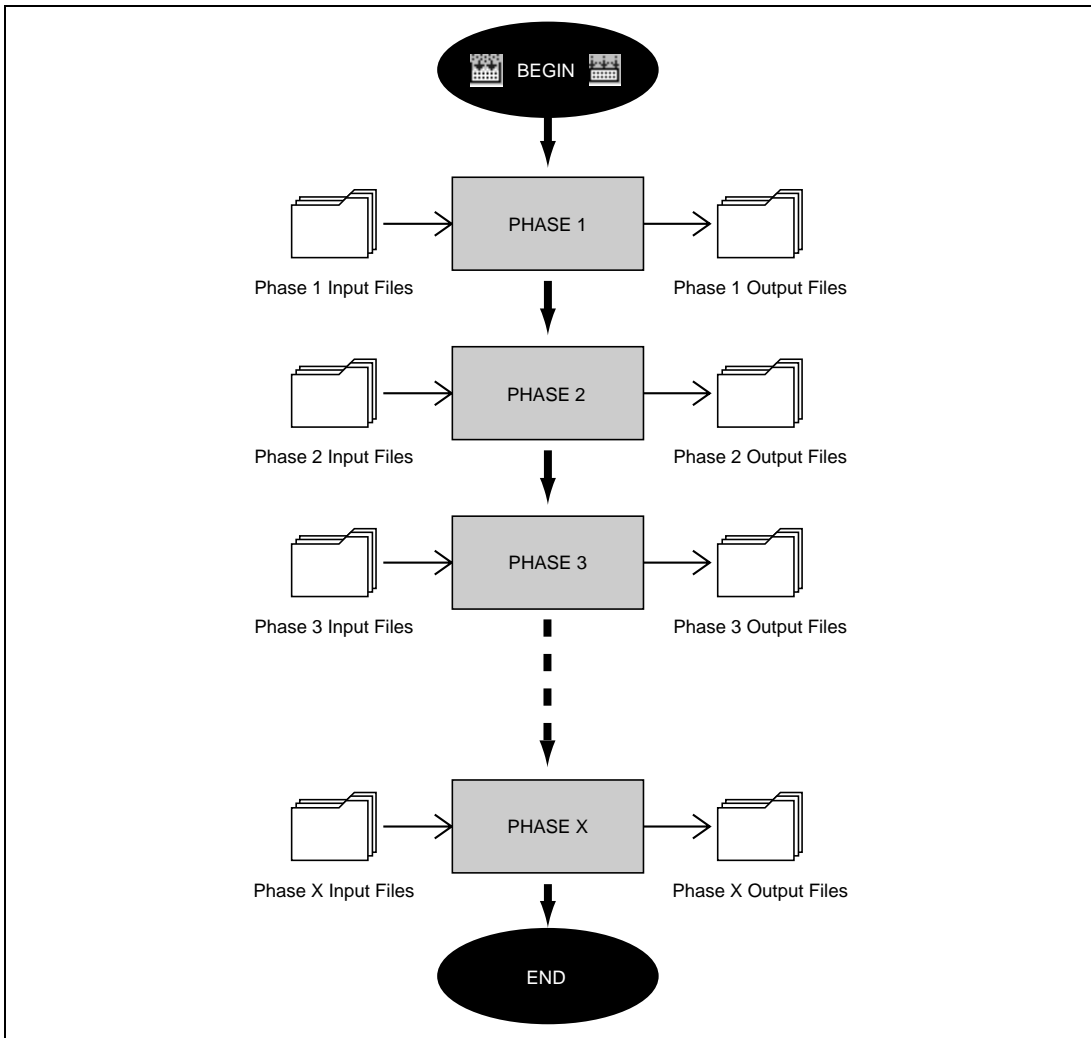 BEGIN
PHASE 1
Phase 1 Input Files
Phase 1 Output Files
PHASE 2
Phase 2 Input Files
Phase 2 Output Files
PHASE 3
Phase 3 Input Files
Phase 3 Output Files
PHASE X
Phase X Input Files
Phase X Output Files
END